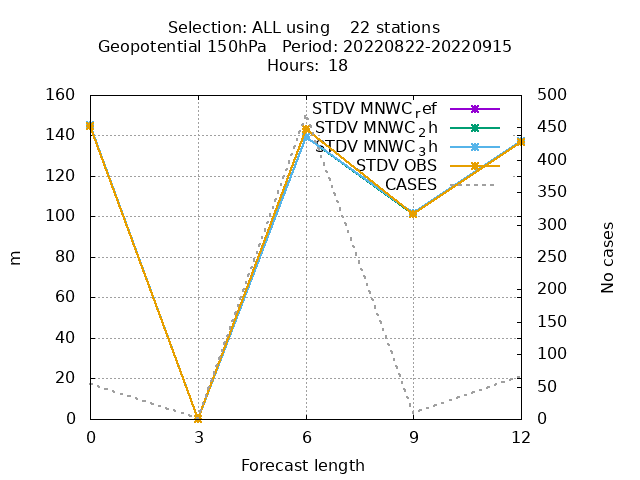 Selection: ALL using    22 stations
Geopotential 150hPa   Period: 20220822-20220915
Hours:  18
STDV MNWC_ref
STDV MNWC_2h
STDV MNWC_3h
STDV OBS
CASES
160
140
120
100
80
60
40
20
0
m
500
450
400
350
300
250
200
150
100
50
0
No cases
0 3 6 9 12
Forecast length